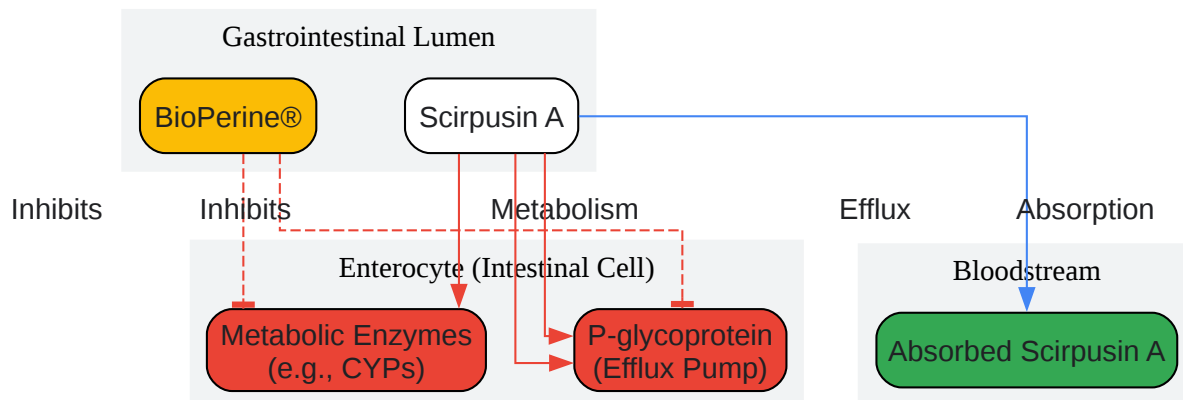 Gastrointestinal Lumen
BioPerine®
Scirpusin A
Inhibits
Inhibits
Metabolism
Efflux
Absorption
Enterocyte (Intestinal Cell)
Bloodstream
Metabolic Enzymes
(e.g., CYPs)
P-glycoprotein
(Efflux Pump)
Absorbed Scirpusin A